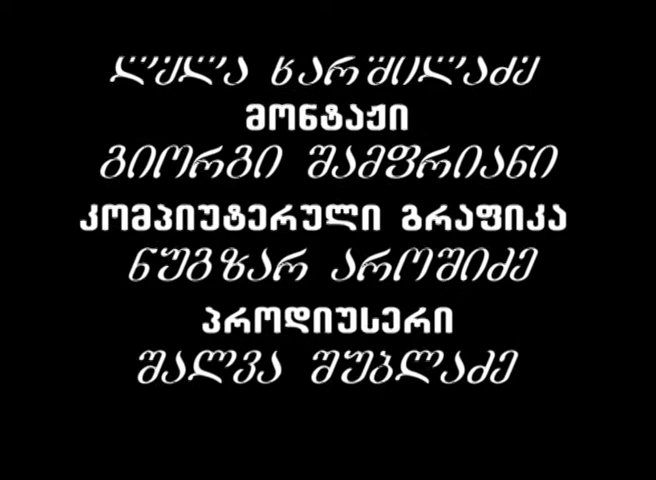 ლელა ხარშილაძე
მონტაჟი
გიორგი შამფრიანი
კომპიუტერული გრაფიკა
ნუგზარ აროშიძე
პროდიუსერი
შალვა შუბლაძე